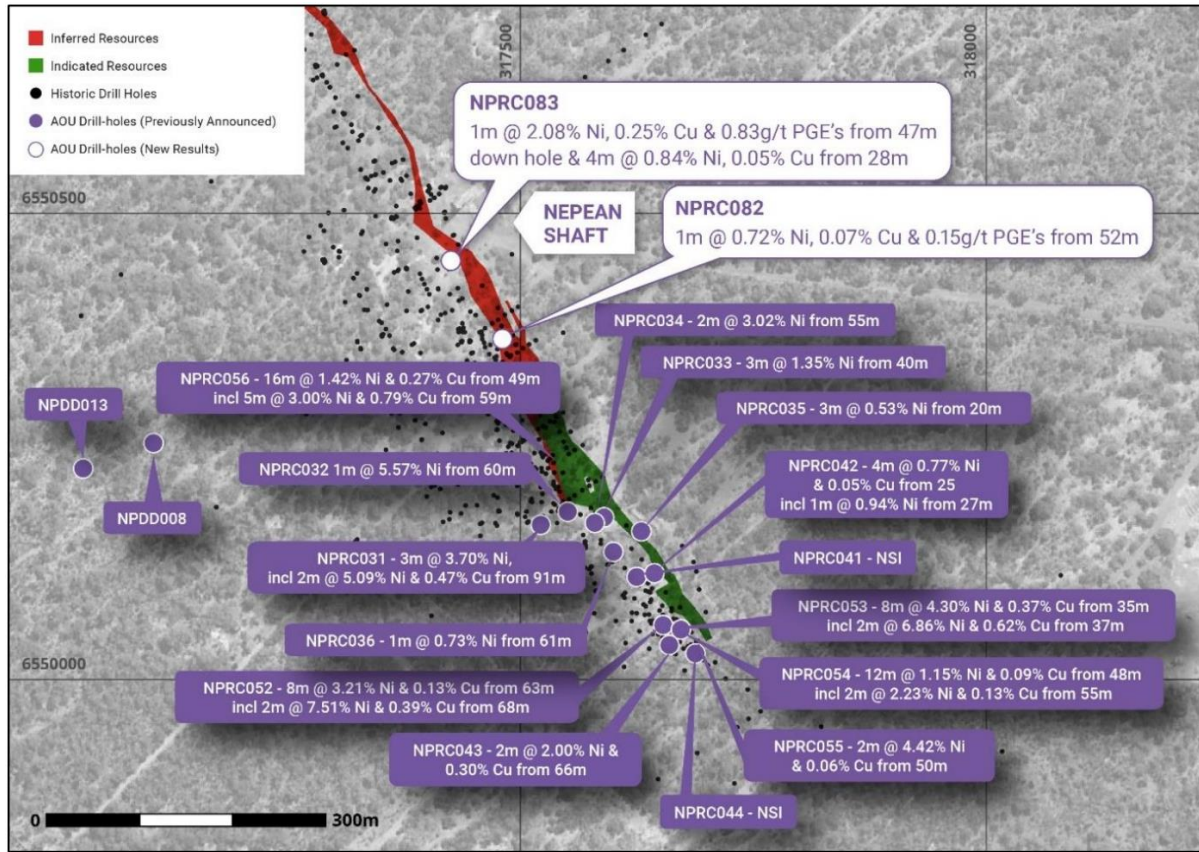 Inferred Resources
Indicated Resources
Historic Drill Holes
AOU Drill-holes (Previously Announced)
AOU Drill-holes (New Results)
317500
318000
NPRC083
1m @ 2.08% Ni, 0.25% Cu & 0.83g/t PGE's from 47m
down hole & 4m @ 0.84% Ni, 0.05% Cu from 28m
6550500
NEPEAN
SHAFT
NPRC082
1m @ 0.72% Ni, 0.07% Cu & 0.15g/t PGE's from 52m
NPRC034 - 2m @ 3.02% Ni from 55m
NPRC033 - 3m @ 1.35% Ni from 40m
NPRC056 - 16m @ 1.42% Ni & 0.27% Cu from 49m
incl 5m @ 3.00% Ni & 0.79% Cu from 59m
NPRC035 - 3m @ 0.53% Ni from 20m
NPDD013
NPRC032 1m @ 5.57% Ni from 60m
NPRC042 - 4m @ 0.77% Ni
& 0.05% Cu from 25
incl 1m @ 0.94% Ni from 27m
NPDD008
NPRC031 - 3m @ 3.70% Ni,
incl 2m @ 5.09% Ni & 0.47% Cu from 91m
NPRC041 - NSI
NPRC053 - 8m @ 4.30% Ni & 0.37% Cu from 35m
incl 2m @ 6.86% Ni & 0.62% Cu from 37m
NPRC036 - 1m @ 0.73% Ni from 61m
6550000
NPRC052 - 8m @ 3.21% Ni & 0.13% Cu from 63m
incl 2m @ 7.51% Ni & 0.39% Cu from 68m
NPRC054 - 12m @ 1.15% Ni & 0.09% Cu from 48m
incl 2m @ 2.23% Ni & 0.13% Cu from 55m
NPRC043 - 2m @ 2.00% Ni &
0.30% Cu from 66m
NPRC055 - 2m @ 4.42% Ni
& 0.06% Cu from 50m
NPRC044 - NSI
0 300m